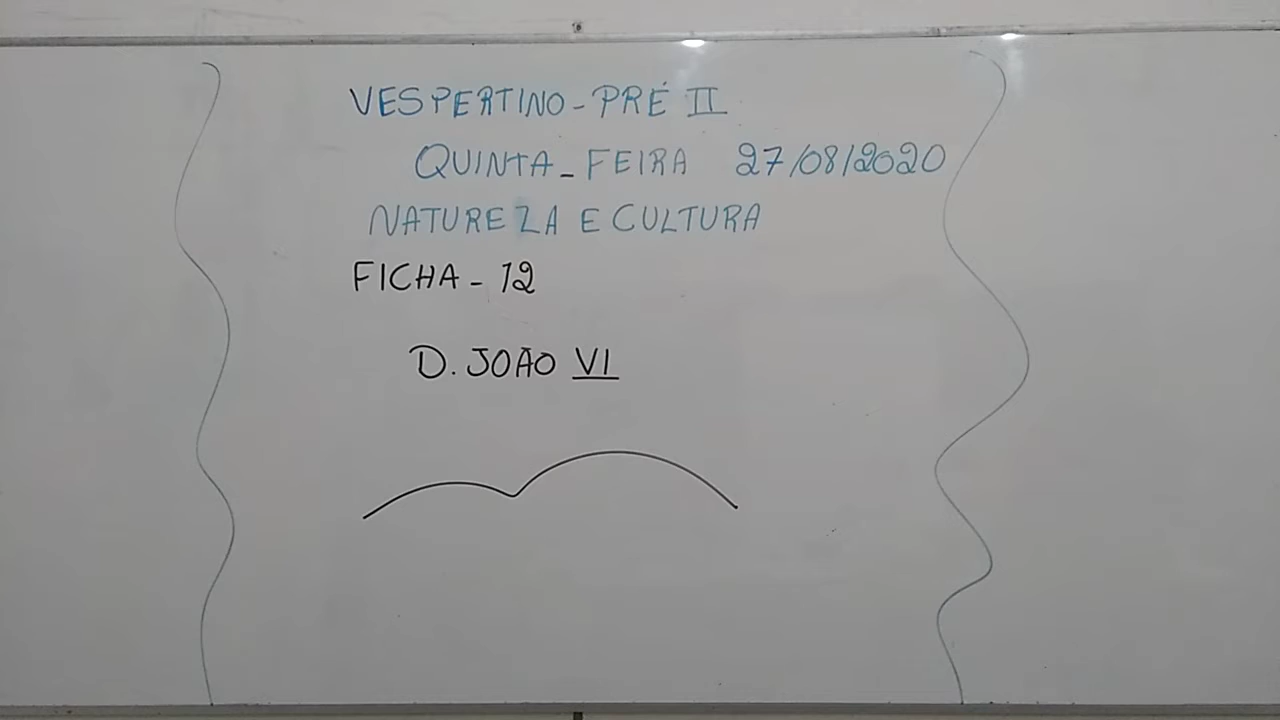 VESPERTINO - PRÉ II
QUINTA - FEIRA 27/08/2020
NATUREZA E CULTURA
FICHA - 12
D. JOÃO VI